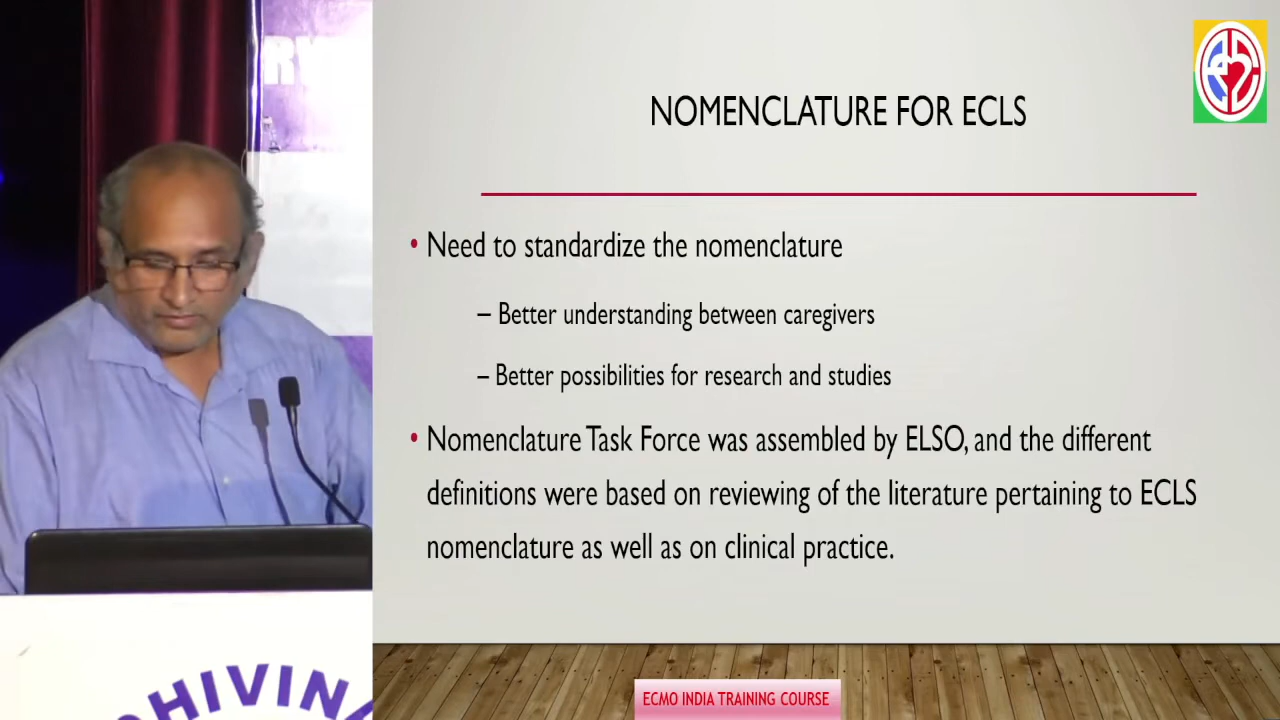 RY
NOMENCLATURE FOR ECLS
• Need to standardize the nomenclature
– Better understanding between caregivers
– Better possibilities for research and studies
• Nomenclature Task Force was assembled by ELSO, and the different
definitions were based on reviewing of the literature pertaining to ECLS
nomenclature as well as on clinical practice.
HIVIN
ECMO INDIA TRAINING COURSE